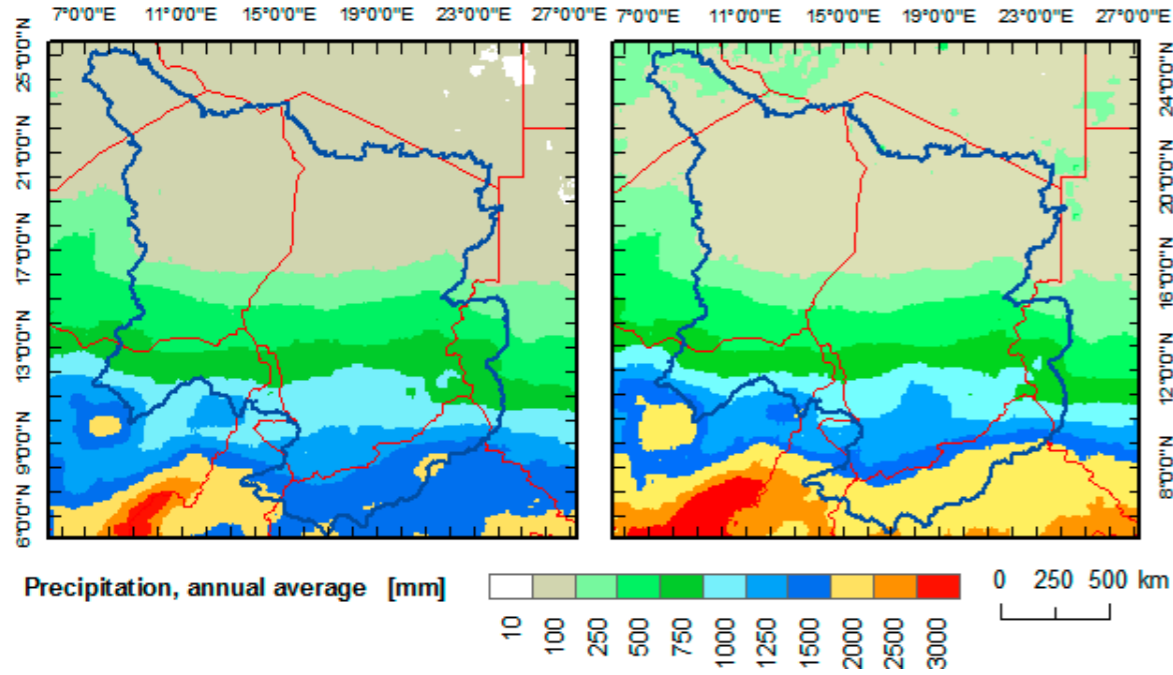 7°0'0"E 11°0'0"E 15°0'0"E 19°0'0"E 23°0'0"E 27°0'0"E 7°0'0"E 11°0'0"E 15°0'0"E 19°0'0"E 23°0'0"E 27°0'0"E
25°0'0"N
21°0'0"N
17°0'0"N
13°0'0"N
9°0'0"N
6°0'0"N
24°0'0"N
20°0'0"N
16°0'0"N
12°0'0"N
8°0'0"N
Precipitation, annual average [mm]
10 100 250 500 750 1000 1250 1500 2000 2500 3000
0 250 500 km